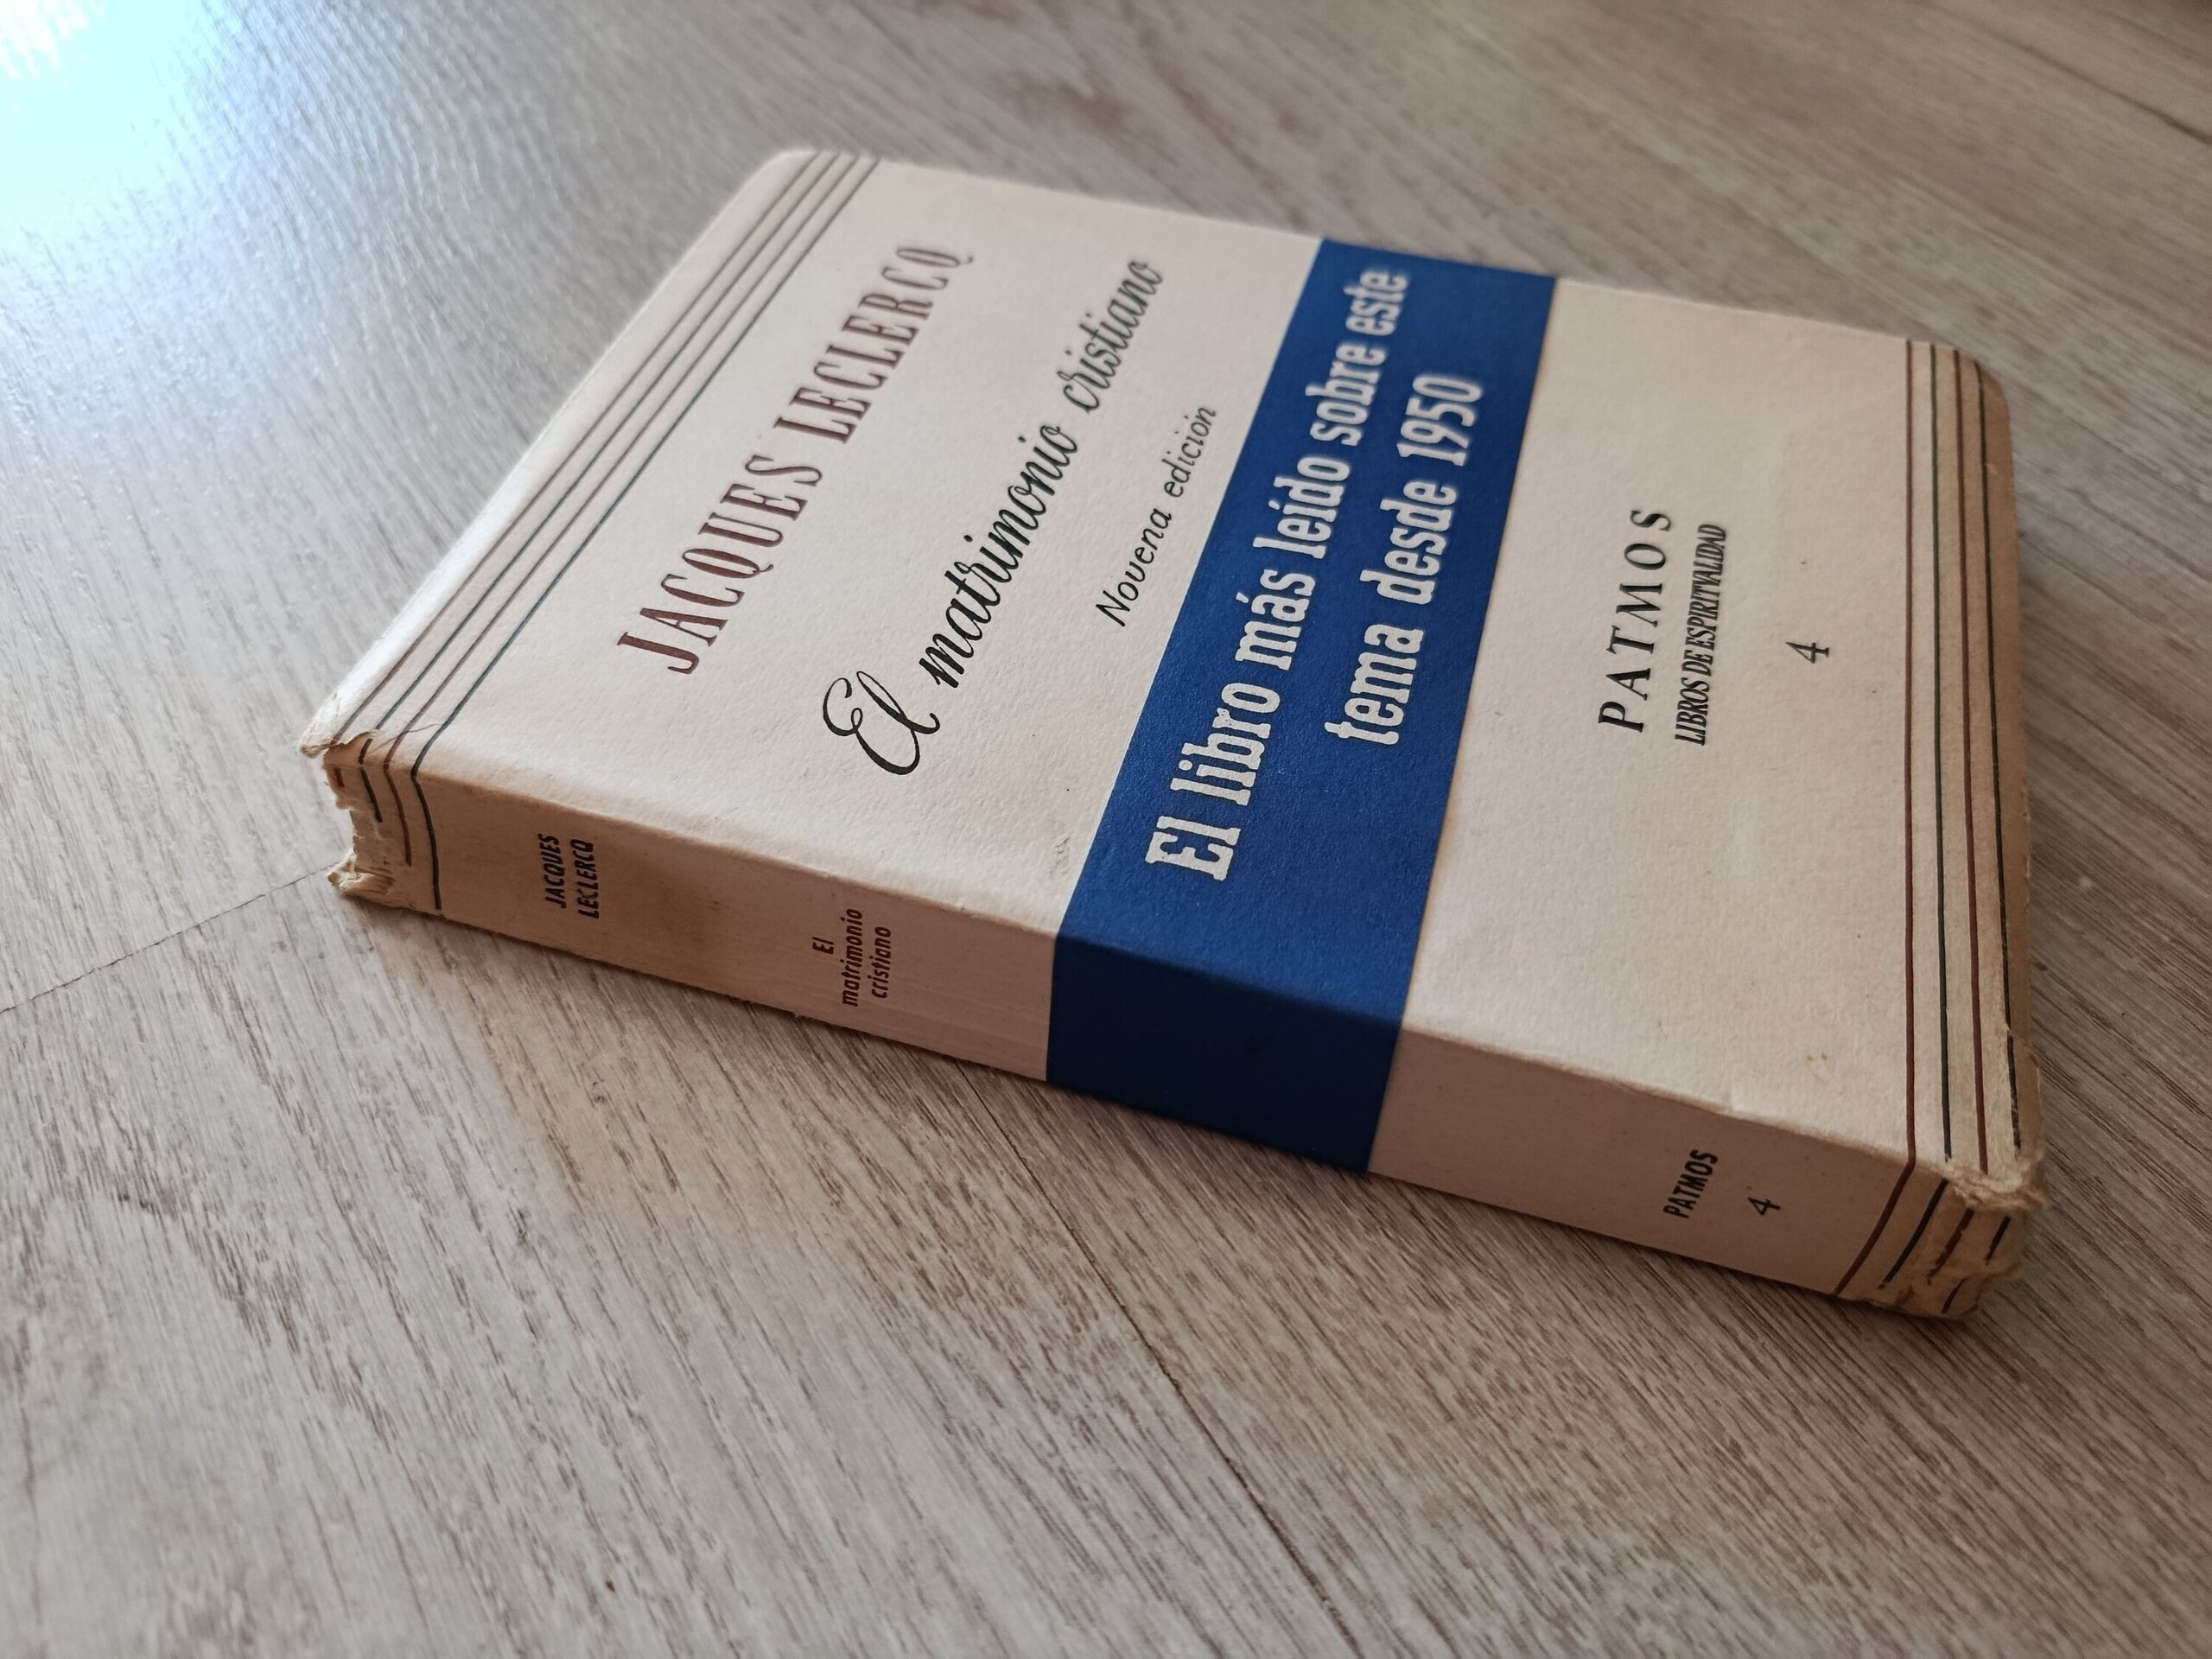 JACQUES LECLERCQ
El matrimonio cristiano
Novena edición
El libro más leído sobre este
tema desde 1950
PATMOS
LIBROS DE ESPIRITVALIDAD
4
JACQUES
LECLERCQ
El
matrimonio
cristiano
PATMOS
4